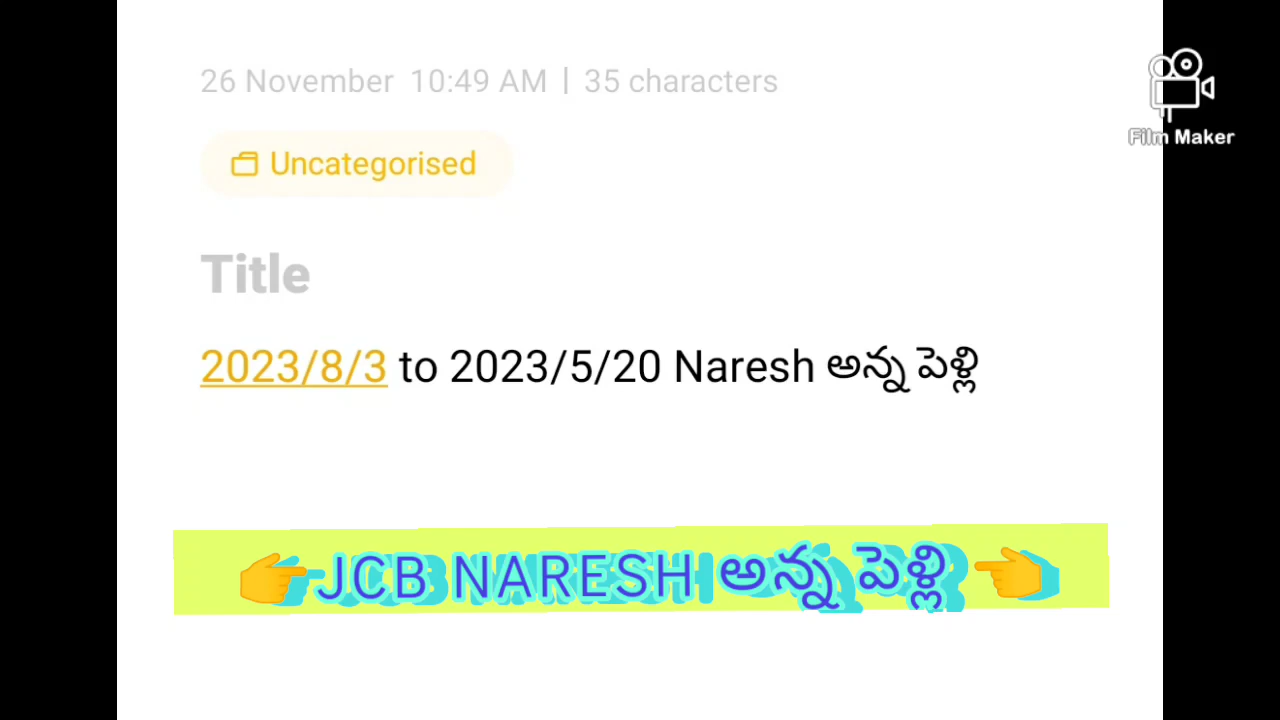 26 November 10:49 AM | 35 characters
Film Maker
Uncategorised
Title
2023/8/3 to 2023/5/20 Naresh అన్న పెళ్లి
👉JCB NARESH అన్న పెళ్లి 👈